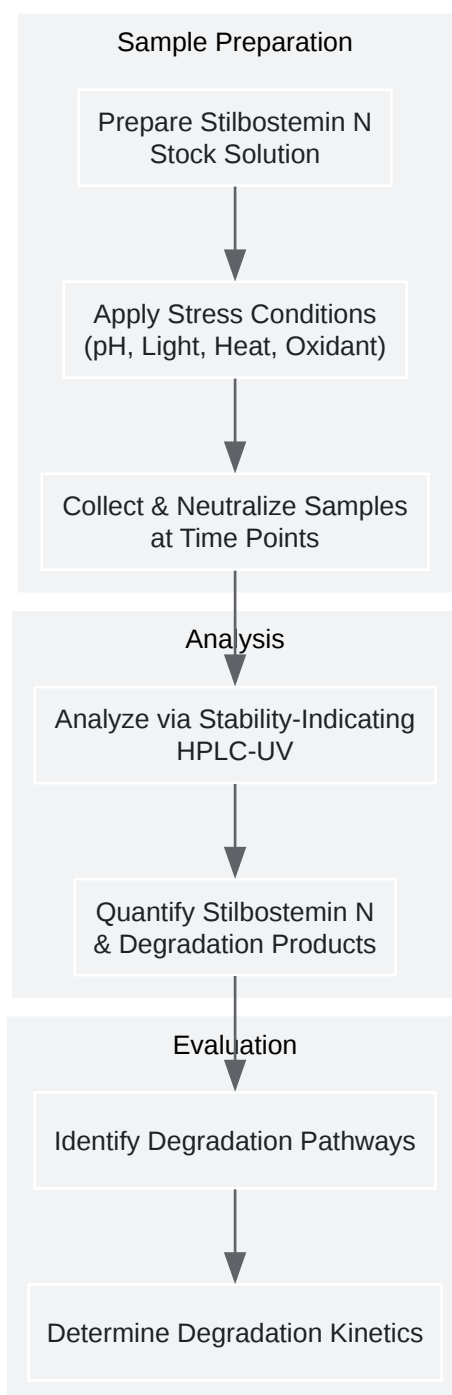 Sample Preparation
Prepare Stilbostemin N
Stock Solution
Apply Stress Conditions
(pH, Light, Heat, Oxidant)
Collect & Neutralize Samples
at Time Points
Analysis
Analyze via Stability-Indicating
HPLC-UV
Quantify Stilbostemin N
& Degradation Products
Evaluation
Identify Degradation Pathways
Determine Degradation Kinetics